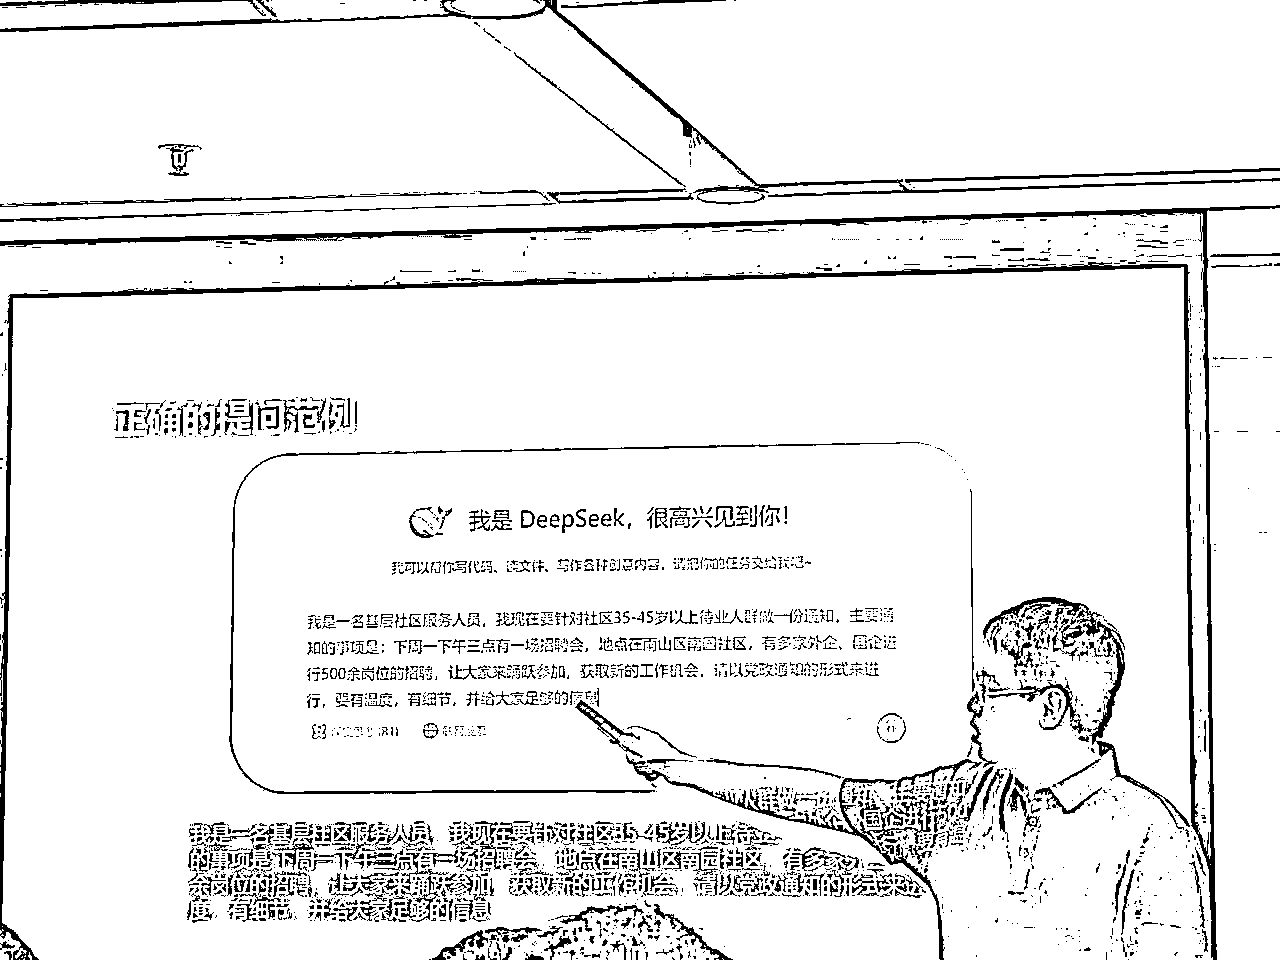 正确的提问范例
我是 DeepSeek，很高兴见到你！
我可以帮你写代码、读文件、写作各种创意内容，请把你的任务交给我吧~
我是一名基层社区服务人员，我现在要针对社区35-45岁以上待业人群做一份通知，主要通
知的事项是：下周一下午三点有一场招聘会，地点在南山区南园社区，有多家外企、国企进
行500余岗位的招聘，让大家来踊跃参加，获取新的工作机会，请以党政通知的形式来进
行，要有温度，有细节，并给大家足够的信息
深度思考 (R1) 联网搜索
我是一名基层社区服务人员，我现在要针对社区35-45岁以上待
的事项是:下周一下午三点有一场招聘会，地点在南山区南园社区，有多家
余岗位的招聘，让大家来踊跃参加，获取新的工作机会，请以党政通知的形式来
度，有细节，并给大家足够的信息